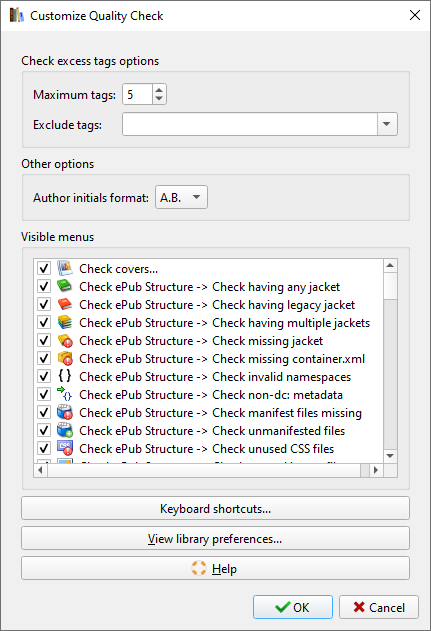 Customize Quality Check
Check excess tags options
Maximum tags: 5
Exclude tags:
Other options
Author initials format: A.B.
Visible menus
Check covers...
Check ePub Structure -> Check having any jacket
Check ePub Structure -> Check having legacy jacket
Check ePub Structure -> Check having multiple jackets
Check ePub Structure -> Check missing jacket
Check ePub Structure -> Check missing container.xml
{ } Check ePub Structure -> Check invalid namespaces
Check ePub Structure -> Check non-dc: metadata
Check ePub Structure -> Check manifest files missing
Check ePub Structure -> Check unmanifested files
Check ePub Structure -> Check unused CSS files
Keyboard shortcuts...
View library preferences...
Help
OK Cancel